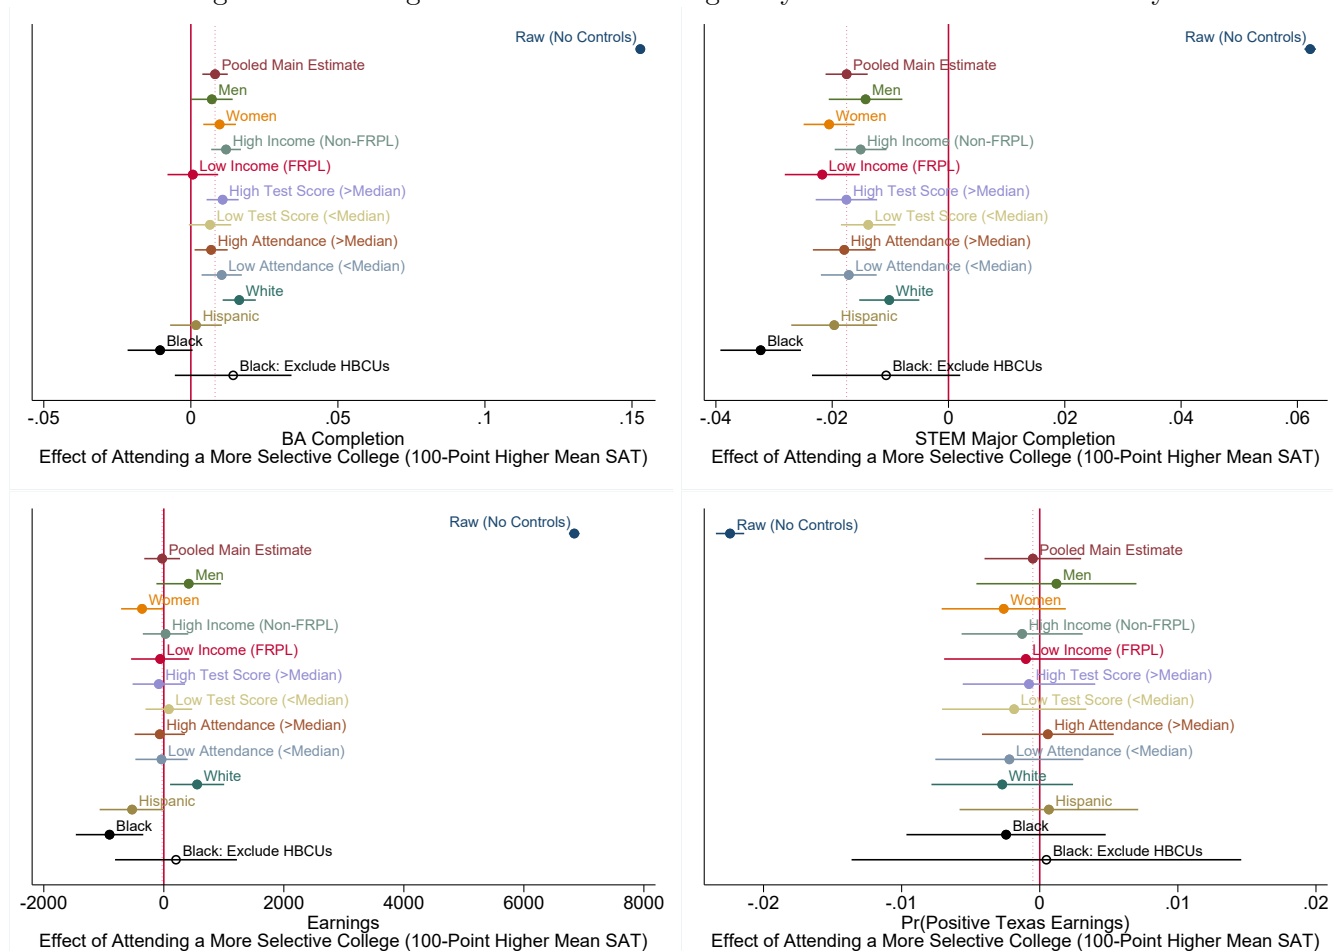 Raw (No Controls)
Pooled Main Estimate
Men
Women
High Income (Non-FRPL)
Low Income (FRPL)
High Test Score (>Median)
Low Test Score (<Median)
High Attendance (>Median)
Low Attendance (<Median)
White
Hispanic
Black
Black: Exclude HBCUs
-.05 0 .05 .1 .15
BA Completion
Effect of Attending a More Selective College (100-Point Higher Mean SAT)
Raw (No Controls)
Pooled Main Estimate
Men
Women
High Income (Non-FRPL)
Low Income (FRPL)
High Test Score (>Median)
Low Test Score (<Median)
High Attendance (>Median)
Low Attendance (<Median)
White
Hispanic
Black
Black: Exclude HBCUs
-.04 -.02 0 .02 .04 .06
STEM Major Completion
Effect of Attending a More Selective College (100-Point Higher Mean SAT)
Raw (No Controls)
Pooled Main Estimate
Men
Women
High Income (Non-FRPL)
Low Income (FRPL)
High Test Score (>Median)
Low Test Score (<Median)
High Attendance (>Median)
Low Attendance (<Median)
White
Hispanic
Black
Black: Exclude HBCUs
-2000 0 2000 4000 6000 8000
Earnings
Effect of Attending a More Selective College (100-Point Higher Mean SAT)
Raw (No Controls)
Pooled Main Estimate
Men
Women
High Income (Non-FRPL)
Low Income (FRPL)
High Test Score (>Median)
Low Test Score (<Median)
High Attendance (>Median)
Low Attendance (<Median)
White
Hispanic
Black
Black: Exclude HBCUs
-.02 -.01 0 .01 .02
Pr(Positive Texas Earnings)
Effect of Attending a More Selective College (100-Point Higher Mean SAT)